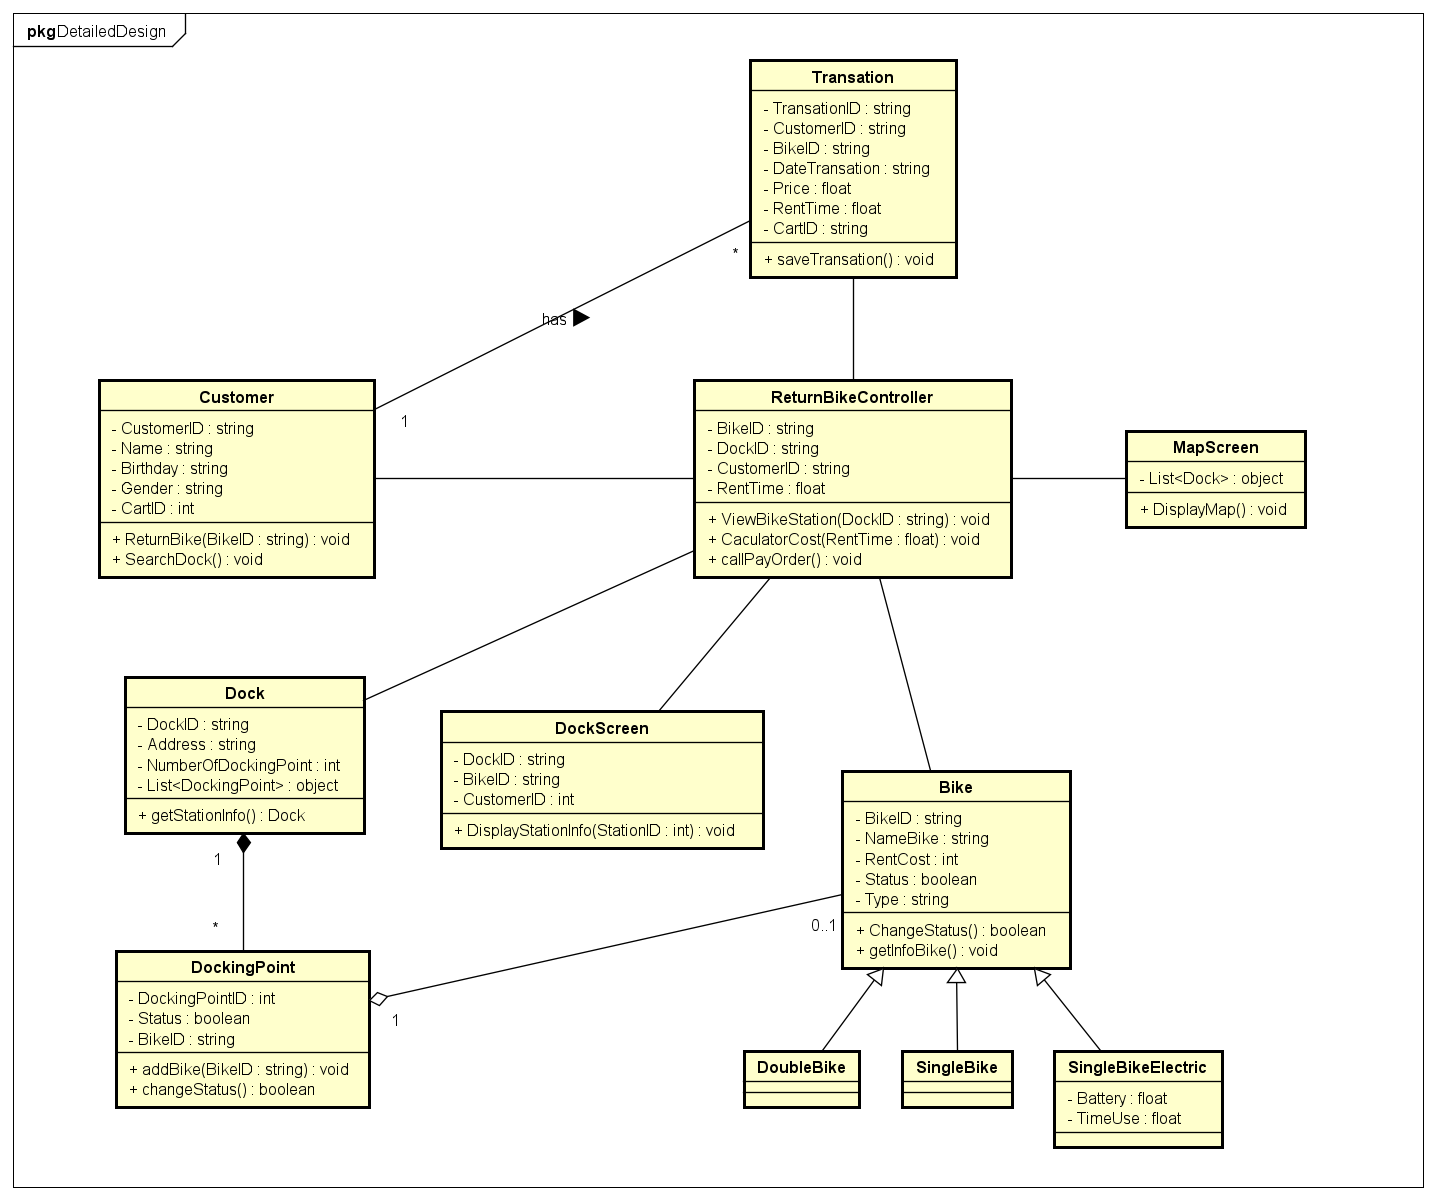 pkg DetailedDesign
Transation
- TransationID : string
- CustomerID : string
- BikeID : string
- DateTransation : string
- Price : float
- RentTime : float
- CartID : string
+ saveTransation() : void
*
has
1
Customer
- CustomerID : string
- Name : string
- Birthday : string
- Gender : string
- CartID : int
+ ReturnBike(BikeID : string) : void
+ SearchDock() : void
ReturnBikeController
- BikeID : string
- DockID : string
- CustomerID : string
- RentTime : float
+ ViewBikeStation(DockID : string) : void
+ CaculatorCost(RentTime : float) : void
+ callPayOrder() : void
MapScreen
- List<Dock> : object
+ DisplayMap() : void
Dock
- DockID : string
- Address : string
- NumberOfDockingPoint : int
- List<DockingPoint> : object
+ getStationInfo() : Dock
1
*
DockScreen
- DockID : string
- BikeID : string
- CustomerID : int
+ DisplayStationInfo(StationID : int) : void
Bike
- BikeID : string
- NameBike : string
- RentCost : int
- Status : boolean
- Type : string
+ ChangeStatus() : boolean
+ getInfoBike() : void
0..1
1
DockingPoint
- DockingPointID : int
- Status : boolean
- BikeID : string
+ addBike(BikeID : string) : void
+ changeStatus() : boolean
DoubleBike
SingleBike
SingleBikeElectric
- Battery : float
- TimeUse : float